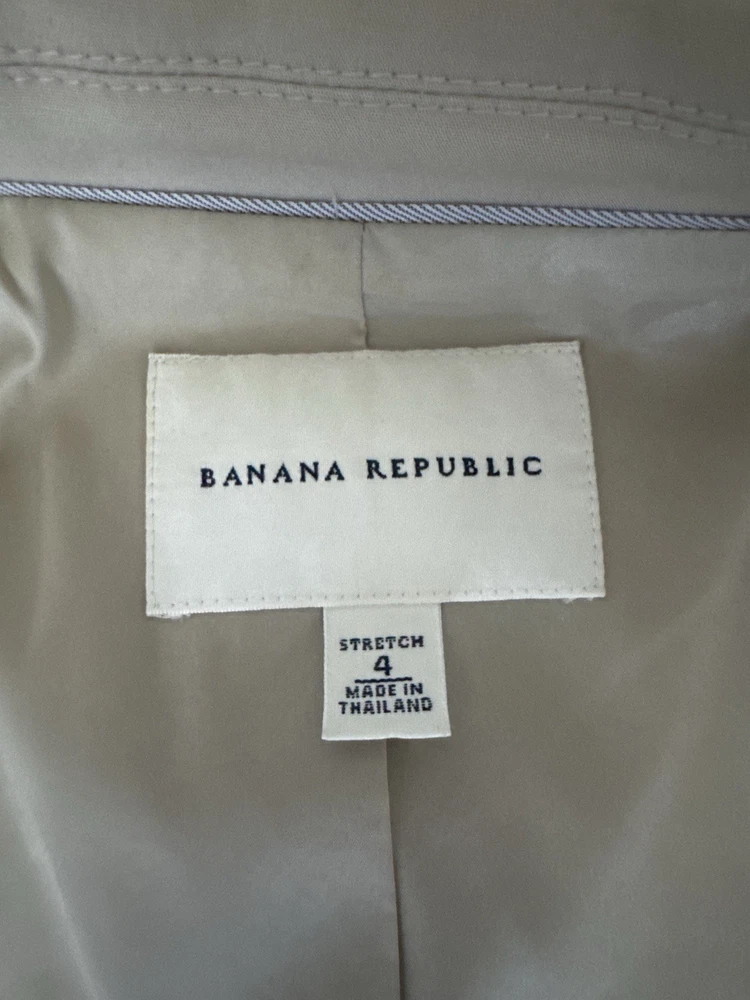 BANANA REPUBLIC
STRETCH
4
MADE IN
THAILAND